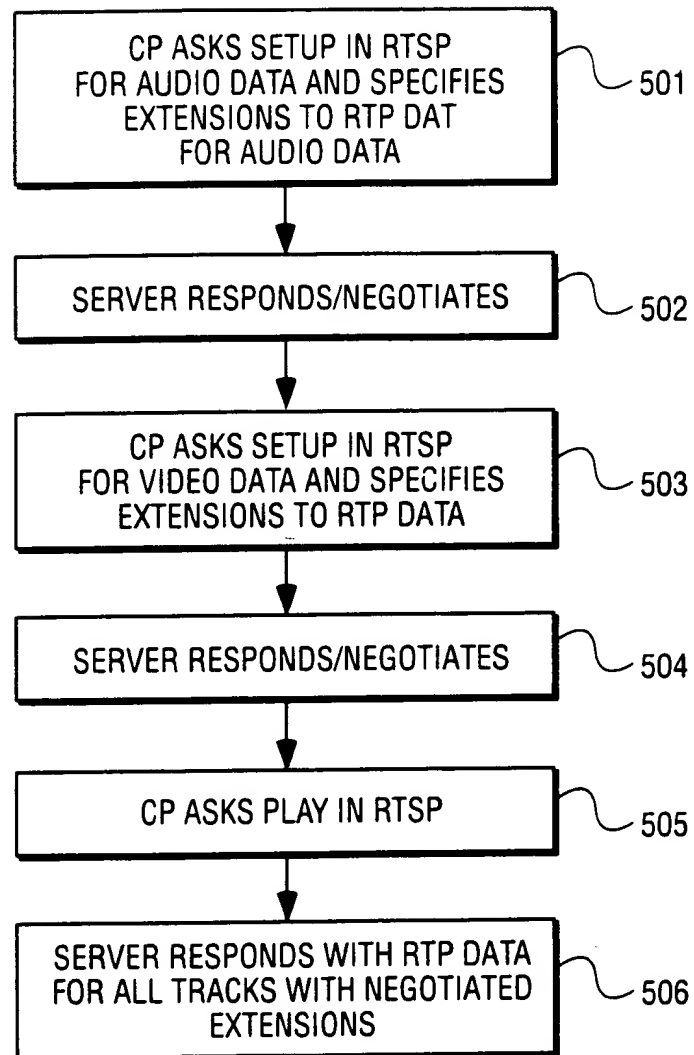 CP ASKS SETUP IN RTSP
FOR AUDIO DATA AND SPECIFIES
EXTENSIONS TO RTP DAT
FOR AUDIO DATA
501
SERVER RESPONDS/NEGOTIATES
502
CP ASKS SETUP IN RTSP
FOR VIDEO DATA AND SPECIFIES
EXTENSIONS TO RTP DATA
503
SERVER RESPONDS/NEGOTIATES
504
CP ASKS PLAY IN RTSP
505
SERVER RESPONDS WITH RTP DATA
FOR ALL TRACKS WITH NEGOTIATED
EXTENSIONS
506